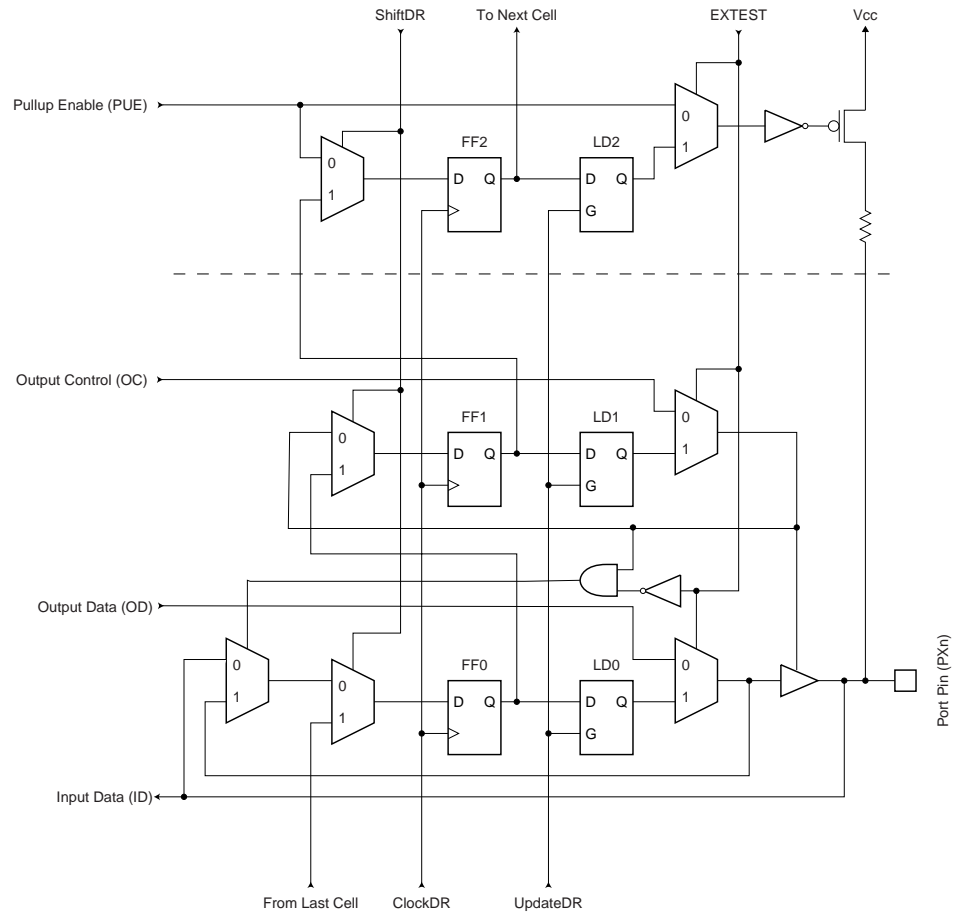 ShiftDR
To Next Cell
EXTEST
Vcc
Pullup Enable (PUE)
0
1
FF2
D Q
LD2
D Q
G
0
1
Output Control (OC)
0
1
FF1
D Q
LD1
D Q
G
0
1
Output Data (OD)
0
1
0
1
FF0
D Q
LD0
D Q
G
0
1
Port Pin (PXn)
Input Data (ID)
From Last Cell
ClockDR
UpdateDR